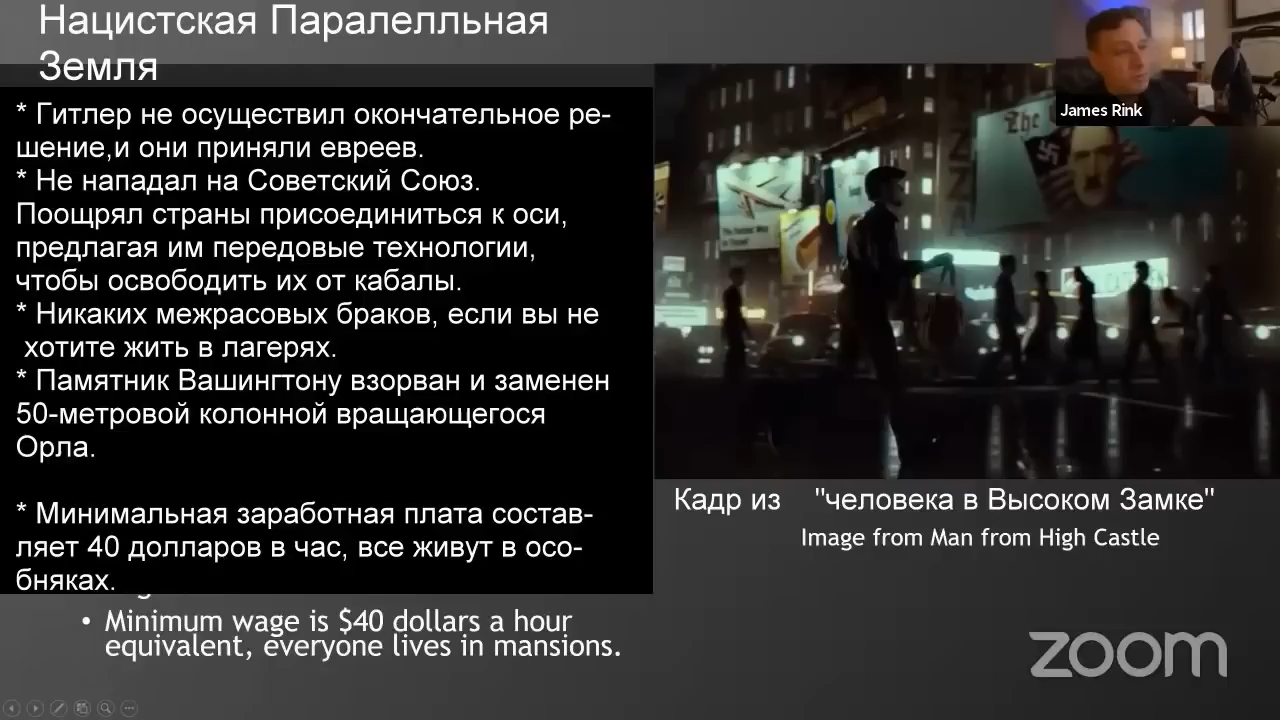 Нацистская Паралелльная
Земля
* Гитлер не осуществил окончательное ре-
шение,и они приняли евреев.
* Не нападал на Советский Союз.
Поощрял страны присоединиться к оси,
предлагая им передовые технологии,
чтобы освободить их от кабалы.
* Никаких межрасовых браков, если вы не
хотите жить в лагерях.
* Памятник Вашингтону взорван и заменен
50-метровой колонной вращающегося
Орла.
* Минимальная заработная плата состав-
ляет 40 долларов в час, все живут в осо-
бняках.
• Minimum wage is $40 dollars a hour
equivalent, everyone lives in mansions.
James Rink
The
Кадр из "человека в Высоком Замке"
Image from Man from High Castle
zoom